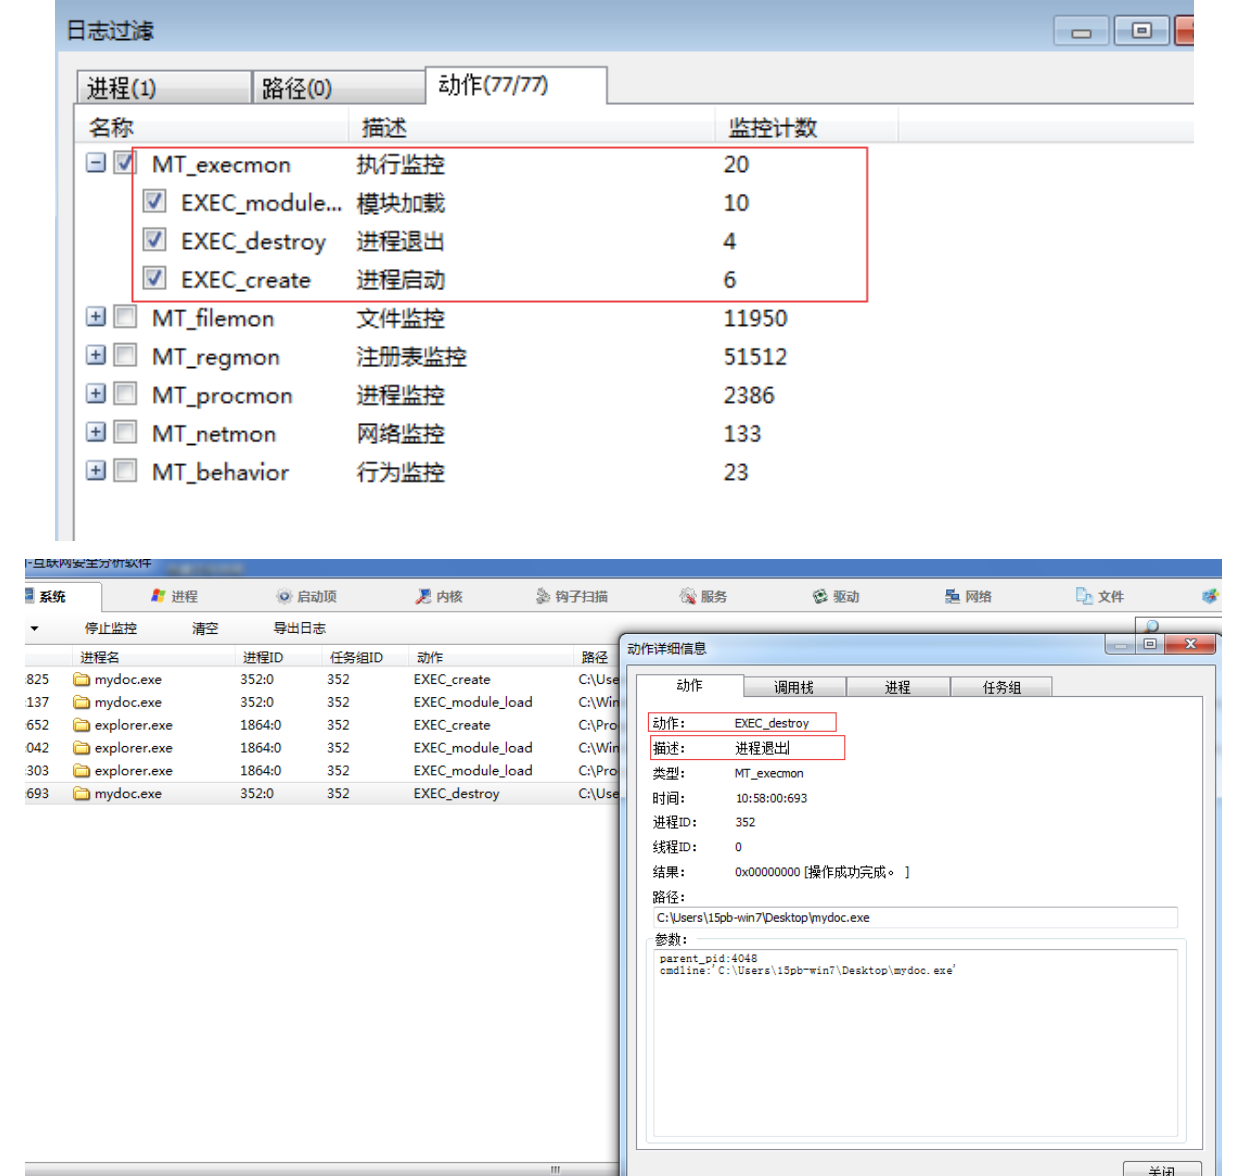 日志过滤
进程(1) 路径(0) 动作(77/77)
名称 描述 监控计数
MT_execmon 执行监控 20
EXEC_module... 模块加载 10
EXEC_destroy 进程退出 4
EXEC_create 进程启动 6
MT_filemon 文件监控 11950
MT_regmon 注册表监控 51512
MT_procmon 进程监控 2386
MT_netmon 网络监控 133
MT_behavior 行为监控 23
-互联网安全分析软件
系统 进程 启动项 内核 钩子扫描 服务 驱动 网络 文件
停止监控 清空 导出日志
进程名 进程ID 任务组ID 动作 路径
:825 mydoc.exe 352:0 352 EXEC_create C:\Use
:137 mydoc.exe 352:0 352 EXEC_module_load C:\Win
:652 explorer.exe 1864:0 352 EXEC_create C:\Pro
:042 explorer.exe 1864:0 352 EXEC_module_load C:\Win
:303 explorer.exe 1864:0 352 EXEC_module_load C:\Pro
:693 mydoc.exe 352:0 352 EXEC_destroy C:\Use
动作详细信息
动作 调用栈 进程 任务组
动作: EXEC_destroy
描述: 进程退出
类型: MT_execmon
时间: 10:58:00:693
进程ID: 352
线程ID: 0
结果: 0x00000000 [操作成功完成。 ]
路径:
C:\Users\15pb-win7\Desktop\mydoc.exe
参数:
parent_pid:4048
cmdline:'C:\Users\15pb-win7\Desktop\mydoc.exe'
关闭